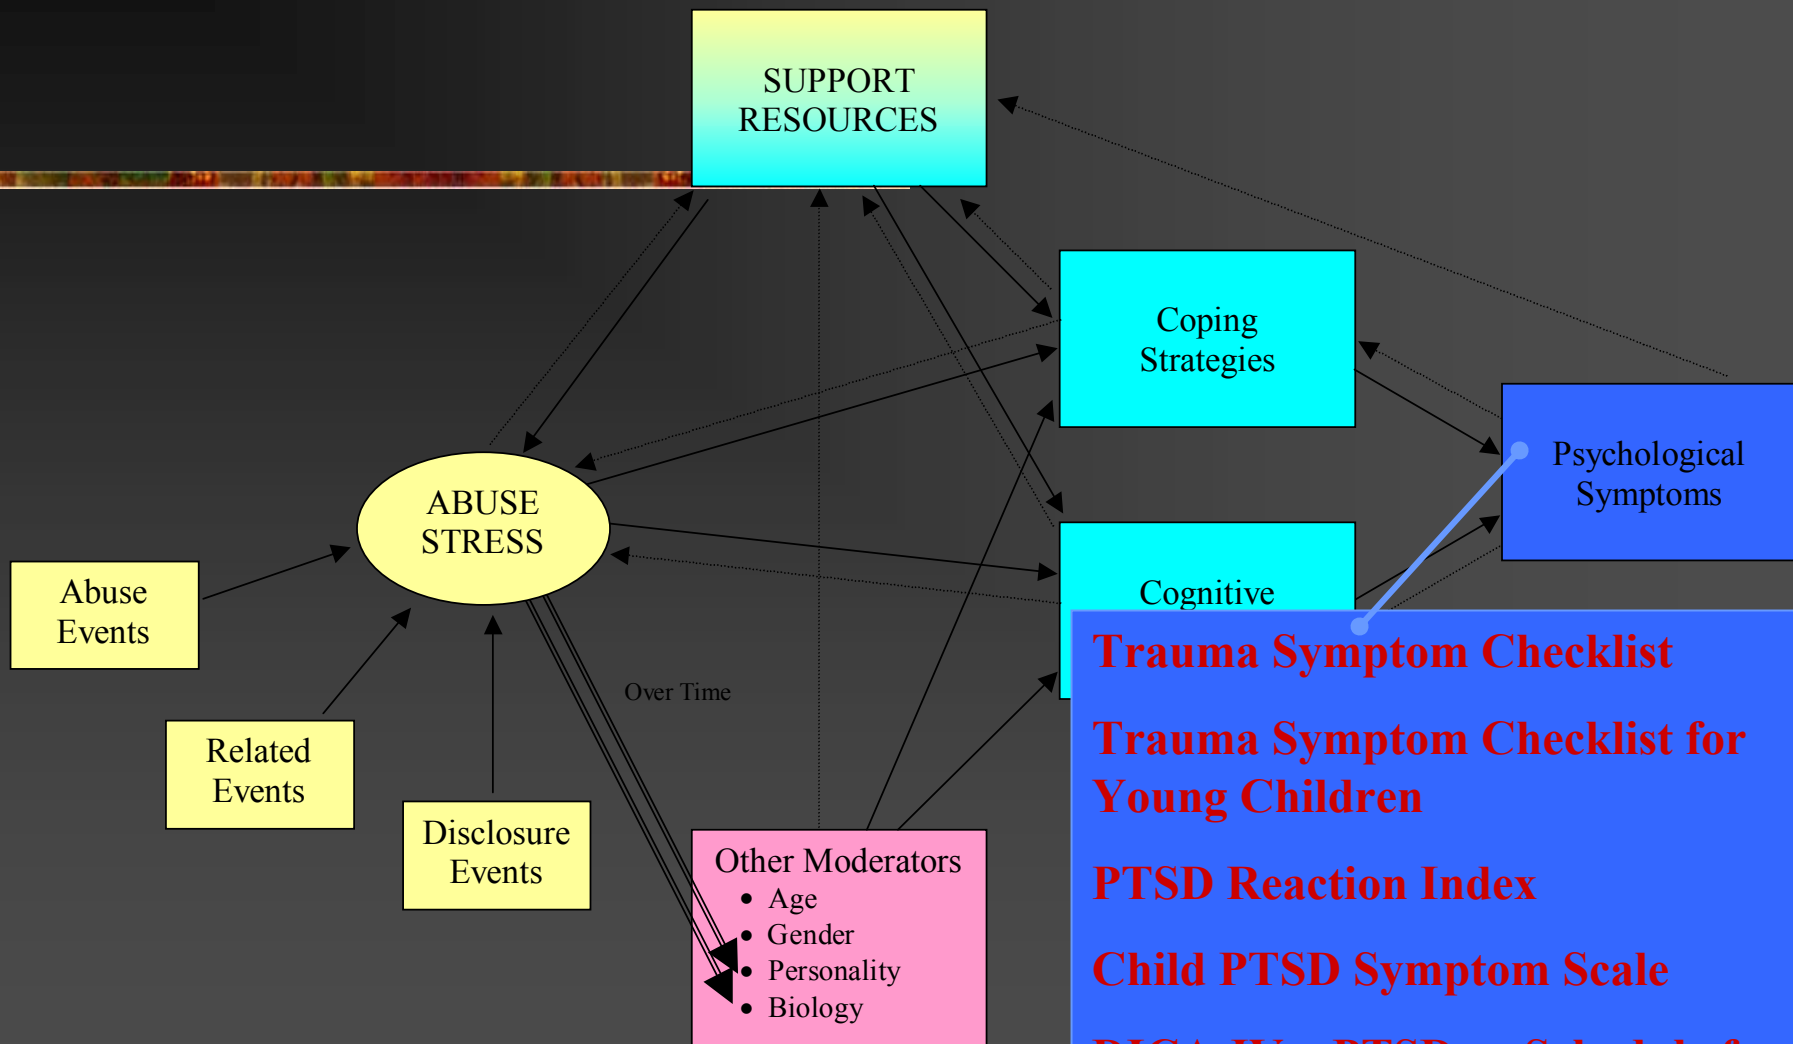 SUPPORT
RESOURCES
Coping
Strategies
Psychological
Symptoms
ABUSE
STRESS
Abuse
Events
Cognitive
Related
Events
Over Time
Disclosure
Events
Other Moderators
• Age
• Gender
• Personality
• Biology
Trauma Symptom Checklist
Trauma Symptom Checklist for
Young Children
PTSD Reaction Index
Child PTSD Symptom Scale